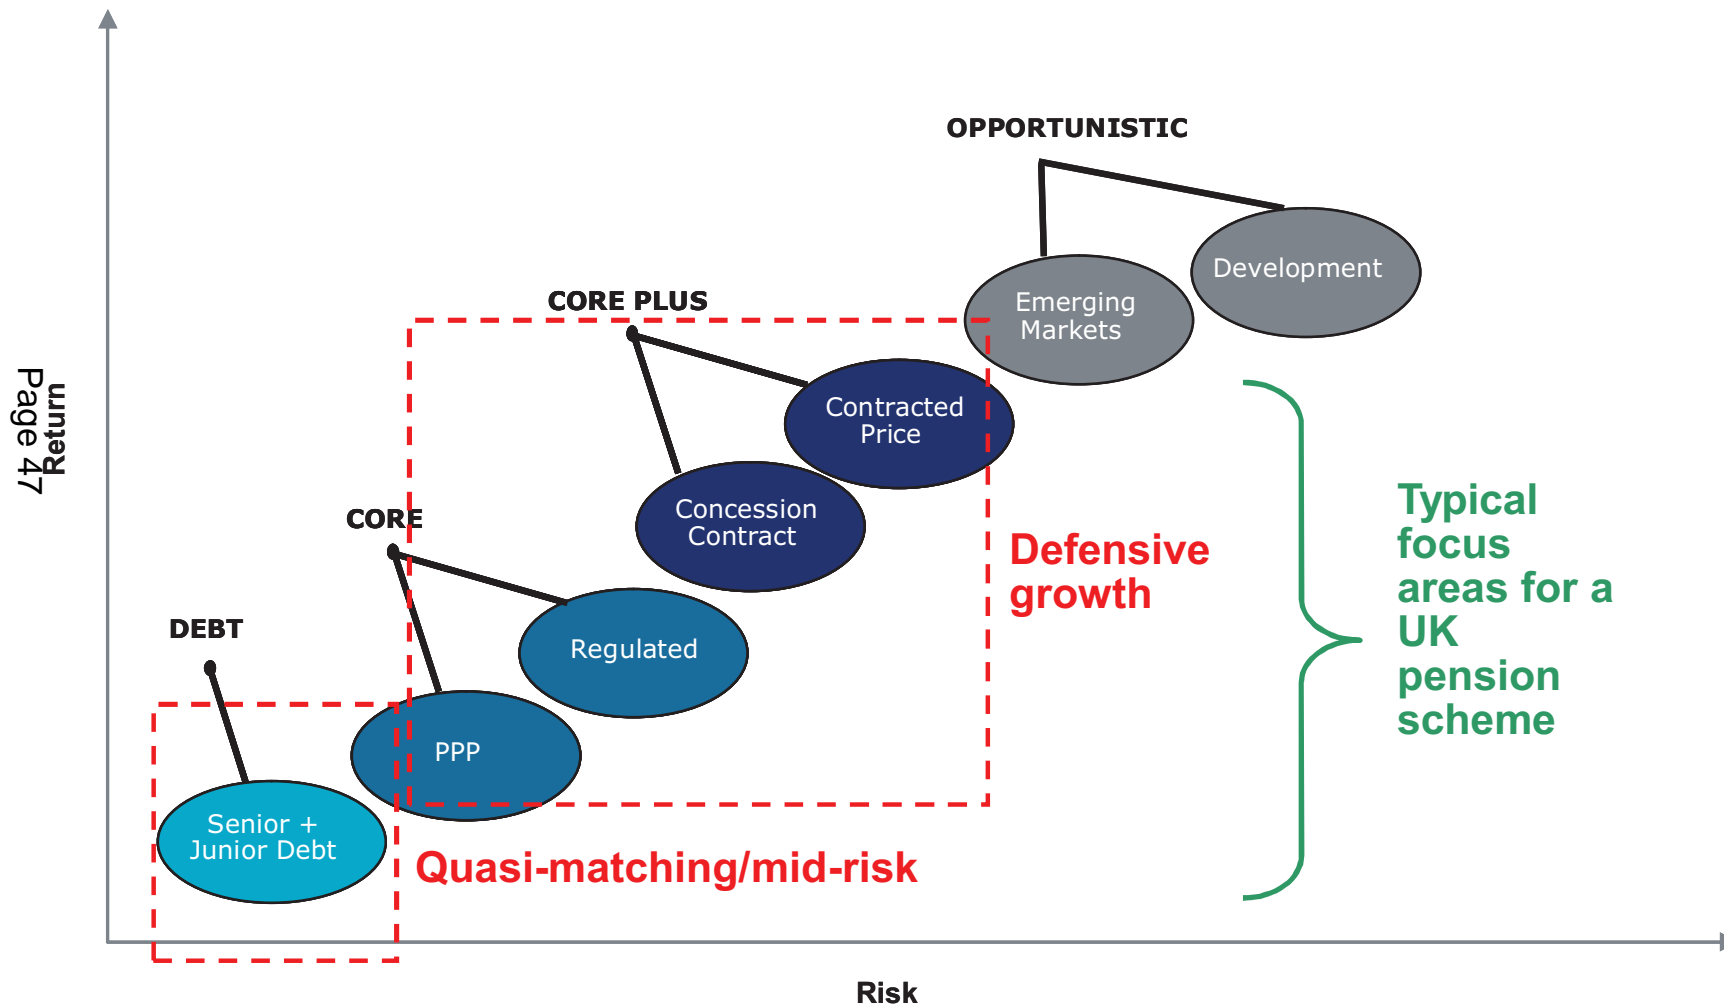 OPPORTUNISTIC
Development
Emerging
Markets
CORE PLUS
Contracted
Price
Concession
Contract
CORE
Regulated
DEBT
PPP
Senior +
Junior Debt
Defensive
growth
Quasi-matching/mid-risk
Typical
focus
areas for a
UK
pension
scheme
Return
Page 47
Risk